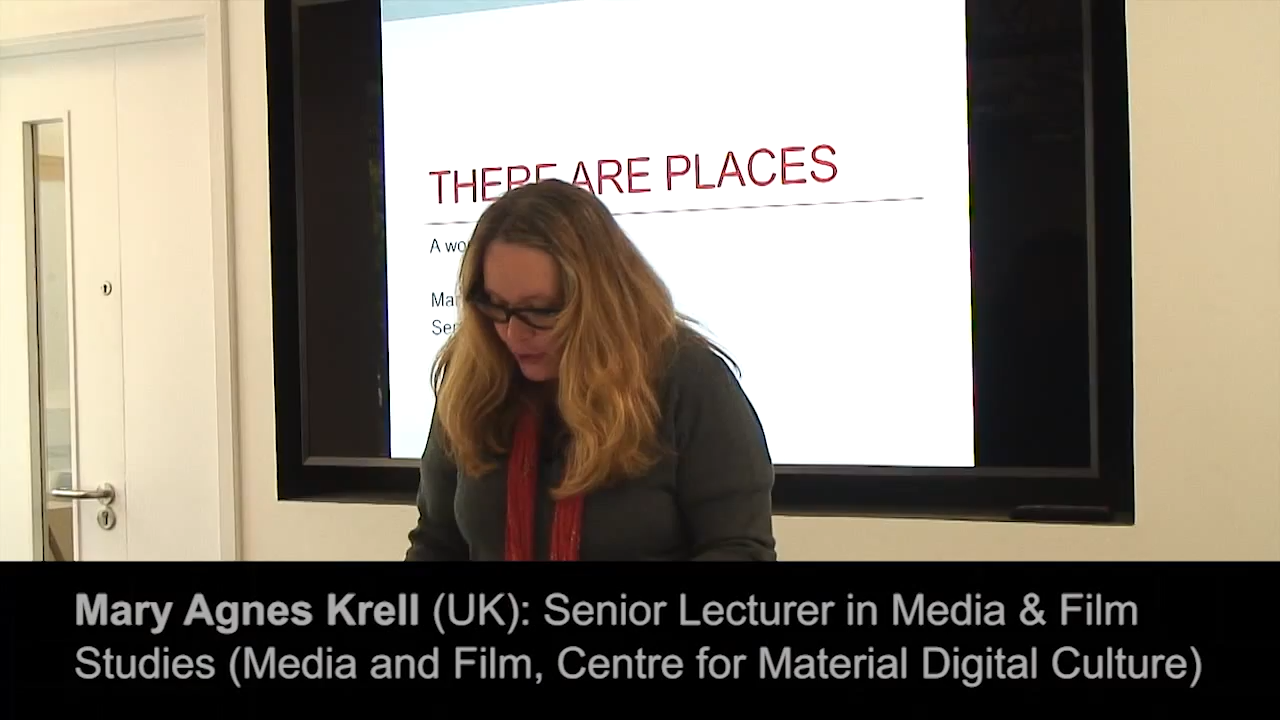 THERE ARE PLACES
A
Mary Agnes Krell (UK): Senior Lecturer in Media & Film
Studies (Media and Film, Centre for Material Digital Culture)